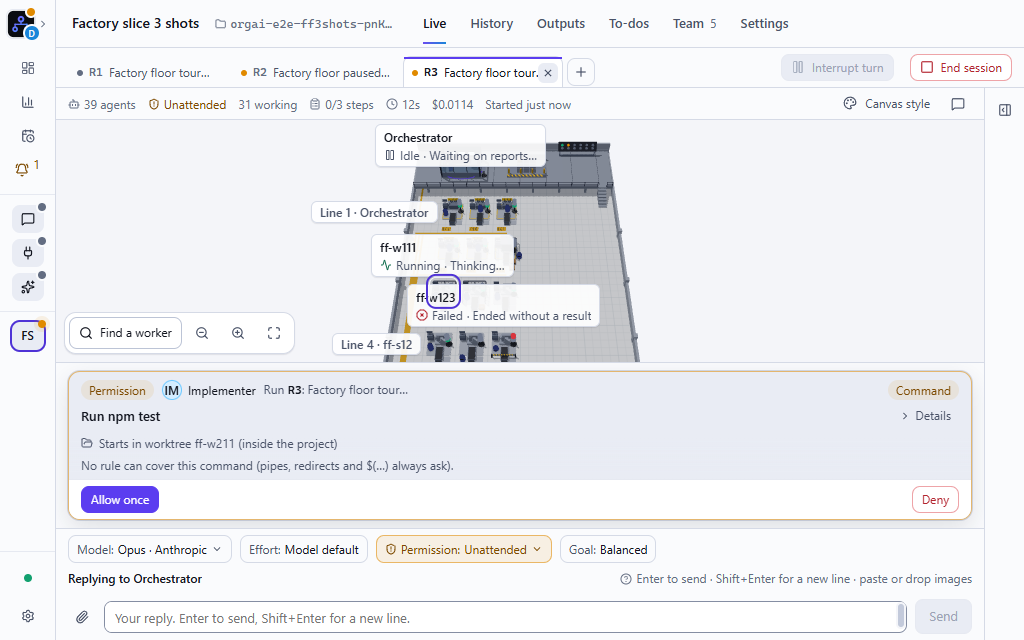 Factory slice 3 shots
orgai-e2e-ff3shots-pnK...
Live
History
Outputs
To-dos
Team 5
Settings
D
R1 Factory floor tour...
R2 Factory floor paused...
R3 Factory floor tour...
Interrupt turn
End session
39 agents
Unattended
31 working
0/3 steps
12s
$0.0114
Started just now
Canvas style
1
Orchestrator
Idle · Waiting on reports...
Line 1 · Orchestrator
ff-w111
Running · Thinking...
ff-w123
Failed · Ended without a result
Line 4 · ff-s12
FS
Find a worker
Permission
IM
Implementer
Run R3: Factory floor tour...
Command
Run npm test
Details
Starts in worktree ff-w211 (inside the project)
No rule can cover this command (pipes, redirects and $(...) always ask).
Allow once
Deny
Model: Opus · Anthropic
Effort: Model default
Permission: Unattended
Goal: Balanced
Replying to Orchestrator
Enter to send · Shift+Enter for a new line · paste or drop images
Your reply. Enter to send, Shift+Enter for a new line.
Send